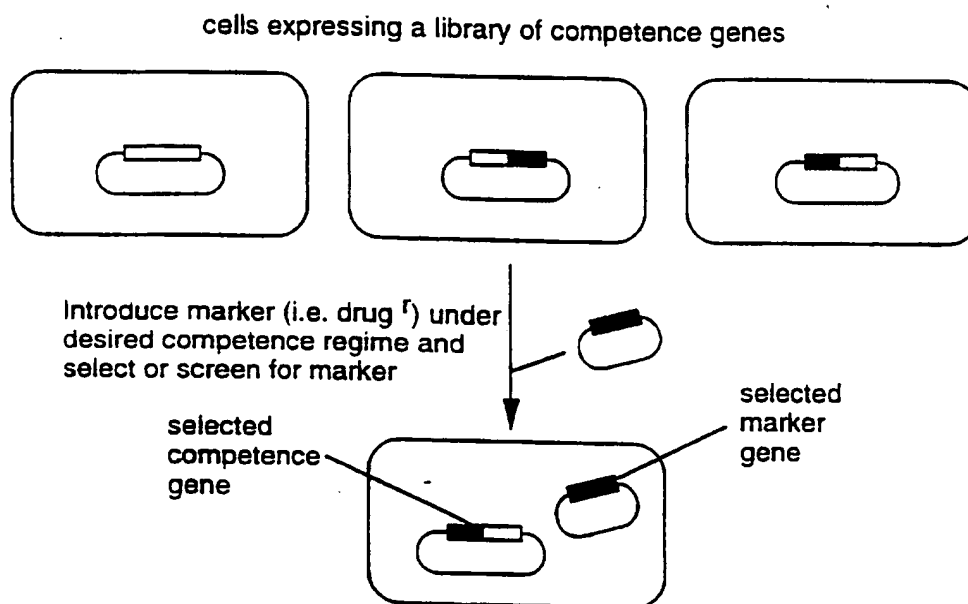 cells expressing a library of competence genes
Introduce marker (i.e. drug ʳ) under
desired competence regime and
select or screen for marker
selected
marker
gene
selected
competence
gene